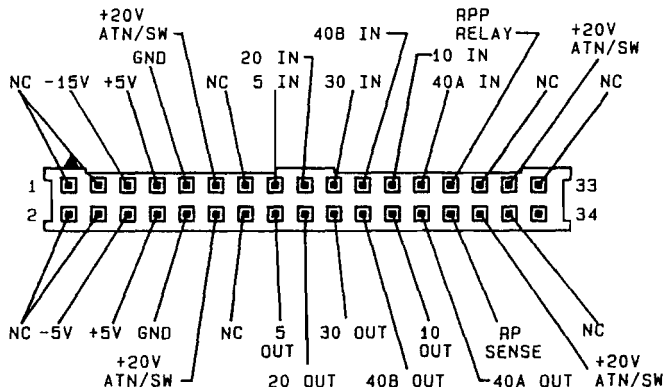 +20V
ATN/SW
GND
NC -15V +5V
NC
20 IN
5 IN
40B IN
30 IN
RPP
RELAY
10 IN
40A IN
NC
+20V
ATN/SW
NC
1
33
2
34
NC -5V +5V GND
+20V
ATN/SW
NC
5
OUT
20 OUT
30 OUT
40B OUT
10
OUT
RP
SENSE
40A OUT
NC
+20V
ATN/SW